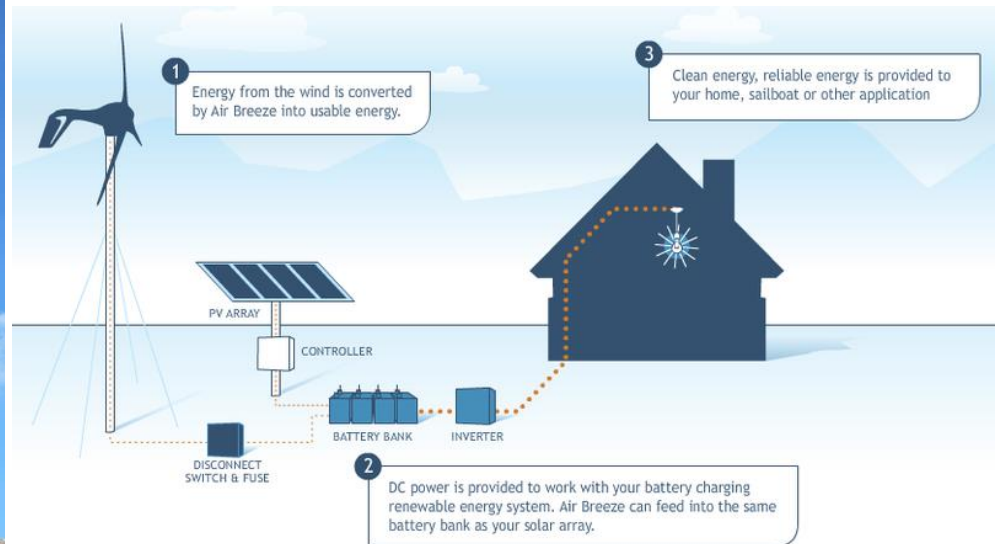 1
Energy from the wind is converted
by Air Breeze into usable energy.
3
Clean energy, reliable energy is provided to
your home, sailboat or other application
PV ARRAY
CONTROLLER
BATTERY BANK
INVERTER
DISCONNECT
SWITCH & FUSE
2
DC power is provided to work with your battery charging
renewable energy system. Air Breeze can feed into the same
battery bank as your solar array.